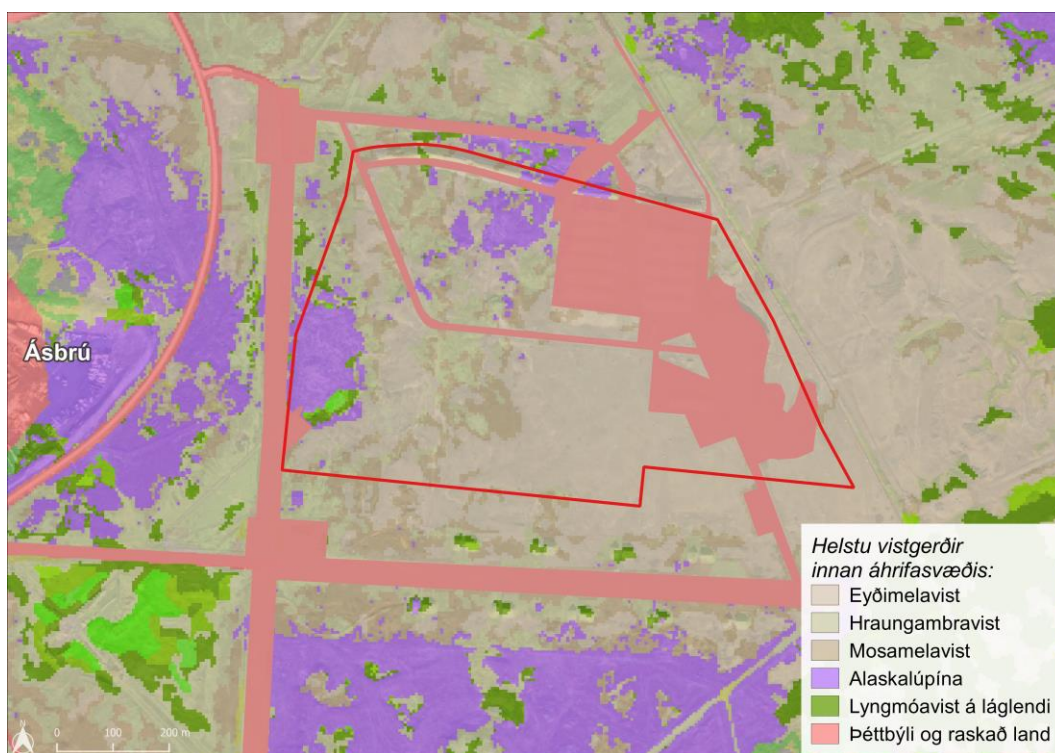 Ásbrú
Helstu vistgerðir
innan áhrifasvæðis:
Eyðimelavist
Hraungambravist
Mosamelavist
Alaskalúpína
Lyngmóavist á láglendi
Þéttbýli og raskað land
N
0 100 200 m